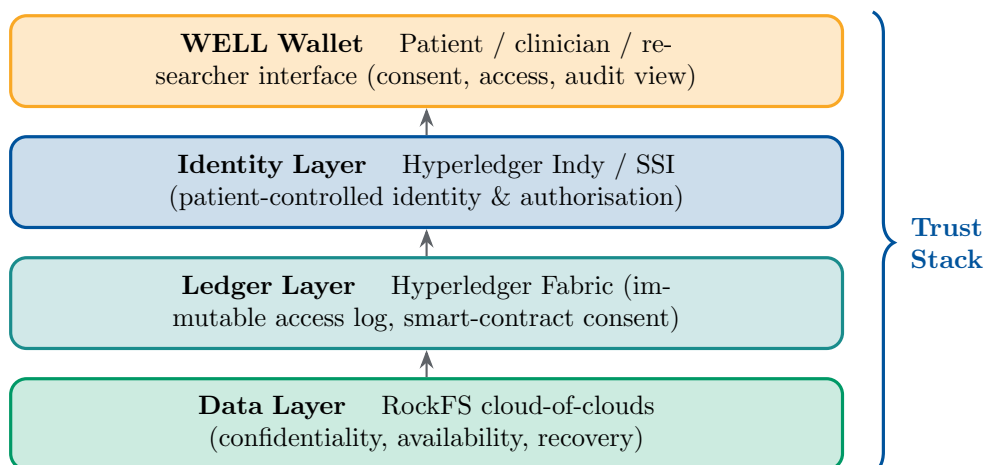 WELL Wallet Patient / clinician / re-
searcher interface (consent, access, audit view)
Identity Layer Hyperledger Indy / SSI
(patient-controlled identity & authorisation)
Ledger Layer Hyperledger Fabric (im-
mutable access log, smart-contract consent)
Data Layer RockFS cloud-of-clouds
(confidentiality, availability, recovery)
Trust
Stack